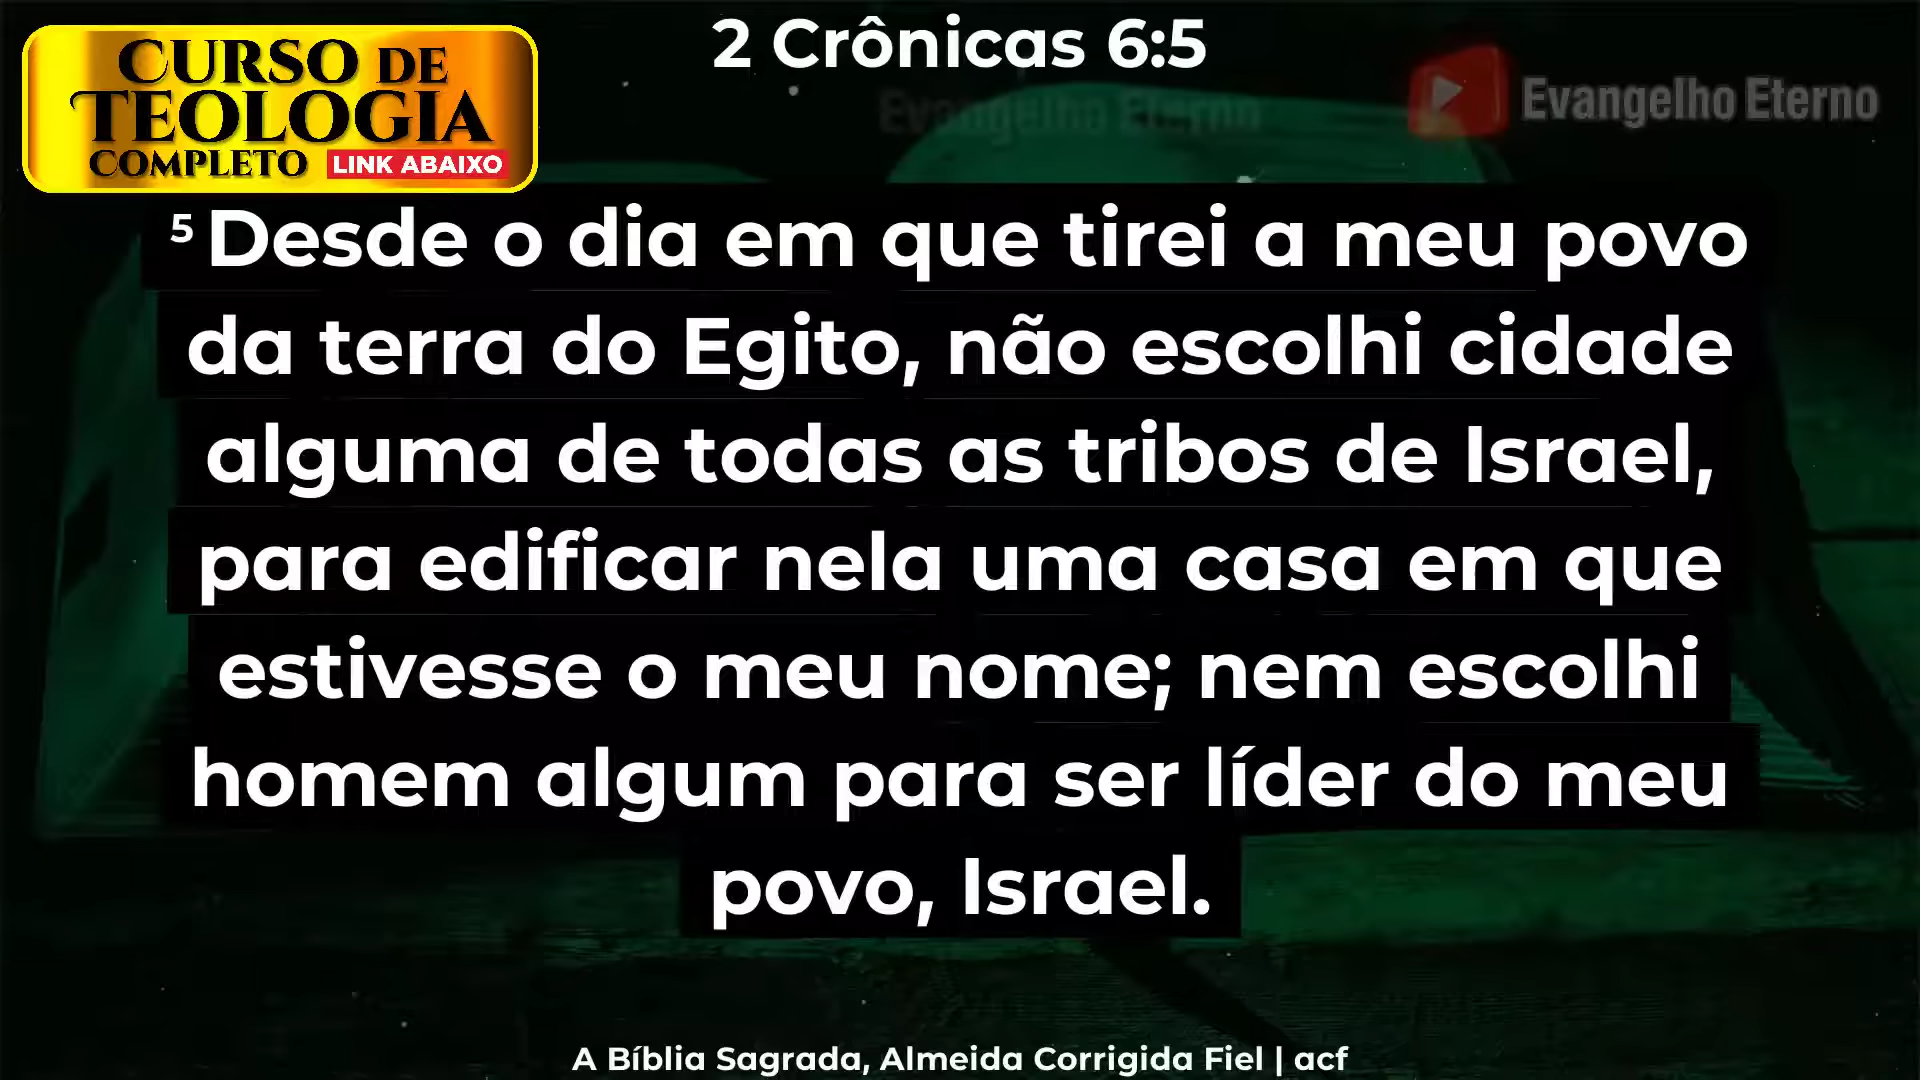 2 Crônicas 6:5
CURSO DE
TEOLOGIA
COMPLETO LINK ABAIXO
Evangelho Eterno
Evangelho Eterno
5 Desde o dia em que tirei a meu povo
da terra do Egito, não escolhi cidade
alguma de todas as tribos de Israel,
para edificar nela uma casa em que
estivesse o meu nome; nem escolhi
homem algum para ser líder do meu
povo, Israel.
A Bíblia Sagrada, Almeida Corrigida Fiel | acf